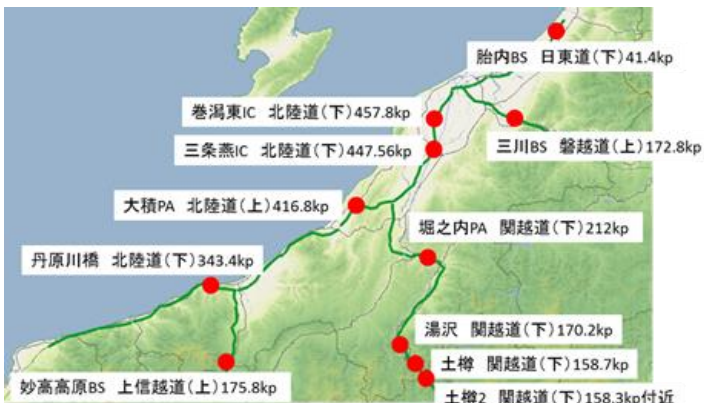 胎内BS 日東道(下)41.4kp
巻潟東IC 北陸道(下)457.8kp
三条燕IC 北陸道(下)447.56kp
三川BS 磐越道(上)172.8kp
大積PA 北陸道(上)416.8kp
堀之内PA 関越道(下)212kp
丹原川橋 北陸道(下)343.4kp
湯沢 関越道(下)170.2kp
土樽 関越道(下)158.7kp
妙高高原BS 上信越道(上)175.8kp
土樽2 関越道(下)158.3kp付近